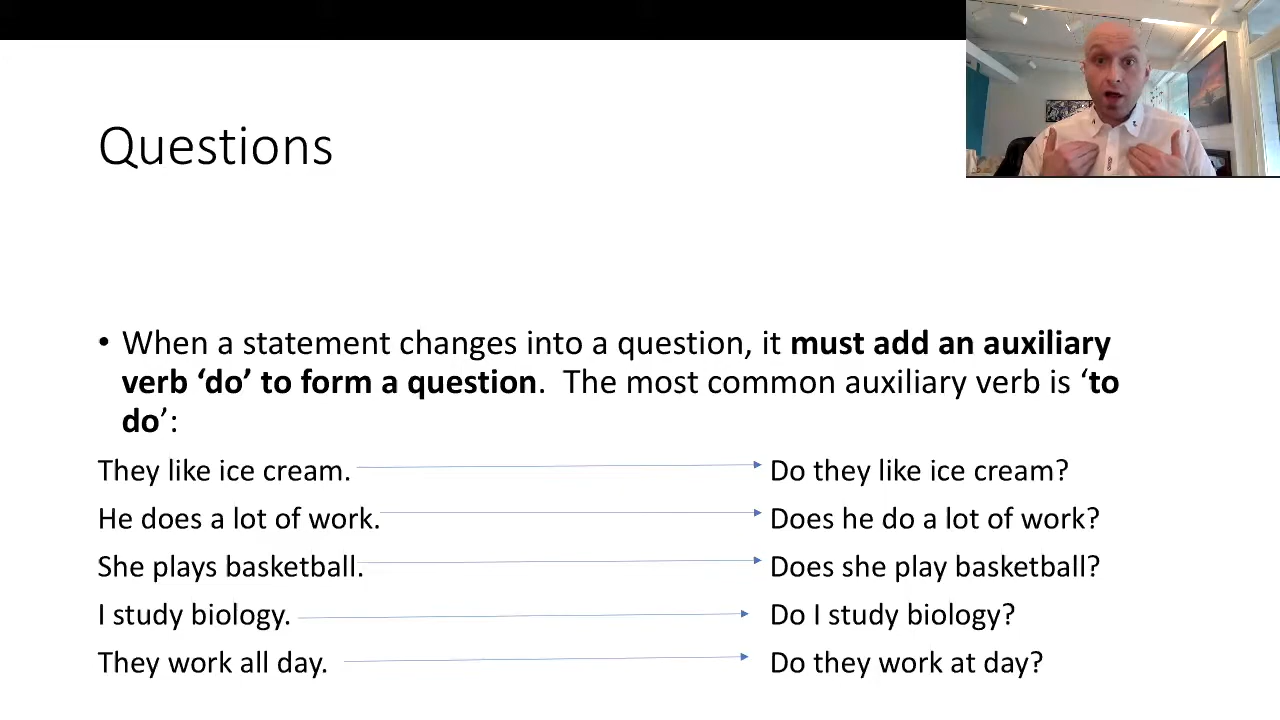 Questions
• When a statement changes into a question, it must add an auxiliary
verb ‘do’ to form a question.  The most common auxiliary verb is ‘to
do’:
They like ice cream. Do they like ice cream?
He does a lot of work. Does he do a lot of work?
She plays basketball. Does she play basketball?
I study biology. Do I study biology?
They work all day. Do they work at day?